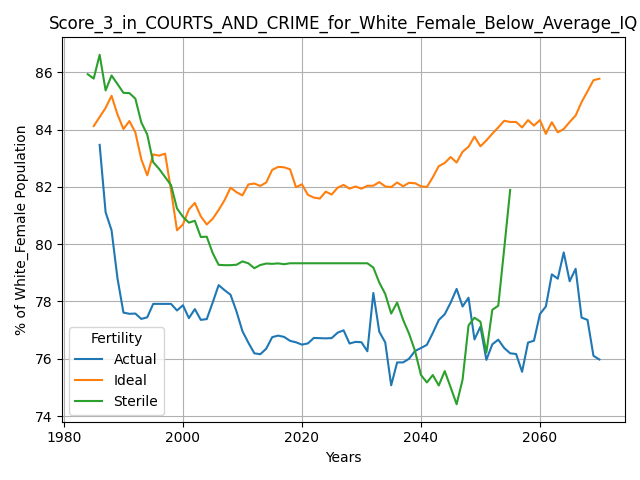 Score_3_in_COURTS_AND_CRIME_for_White_Female_Below_Average_IQ
% of White_Female Population
86
84
82
80
78
76
74
Fertility
Actual
Ideal
Sterile
1980 2000 2020 2040 2060
Years